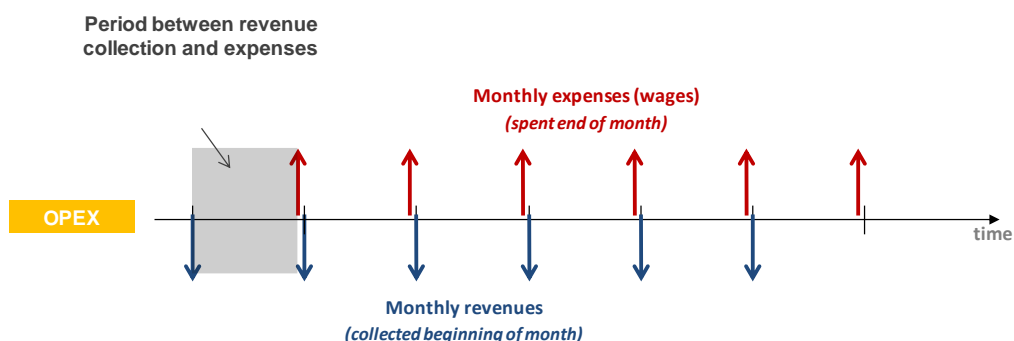 Period between revenue
collection and expenses
Monthly expenses (wages)
(spent end of month)
OPEX
time
Monthly revenues
(collected beginning of month)